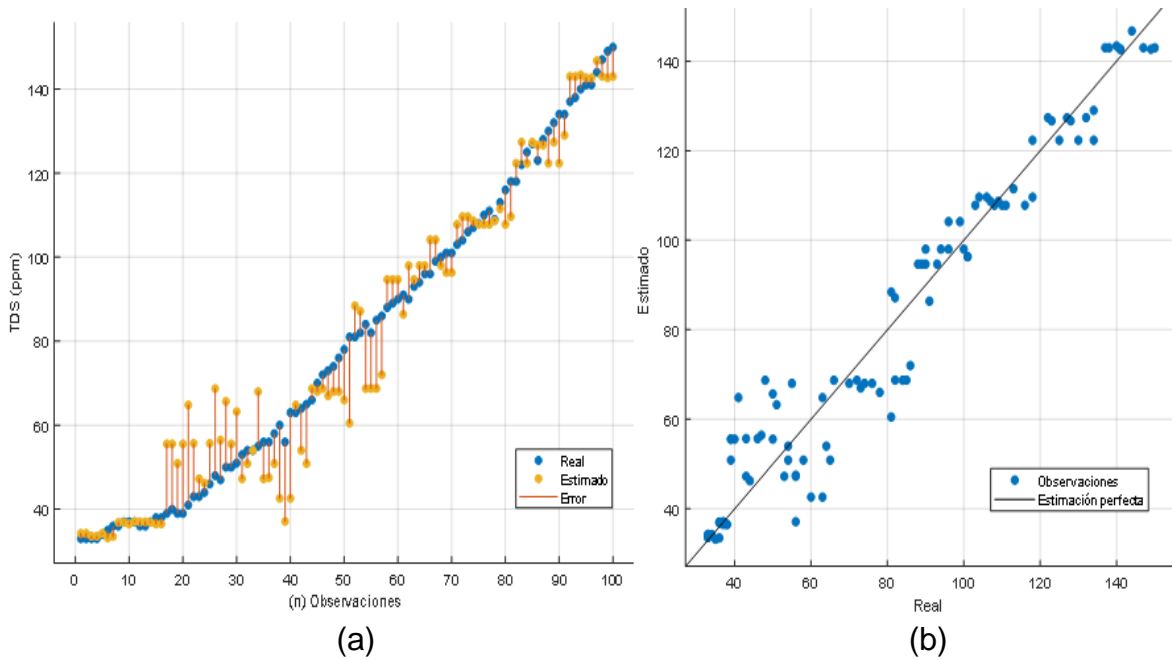 TDS (ppm)
140
120
100
80
60
40
0 10 20 30 40 50 60 70 80 90 100
(n) Observaciones
Real
Estimado
Error
(a)
Estimado
140
120
100
80
60
40
40 60 80 100 120 140
Real
Observaciones
Estimación perfecta
(b)